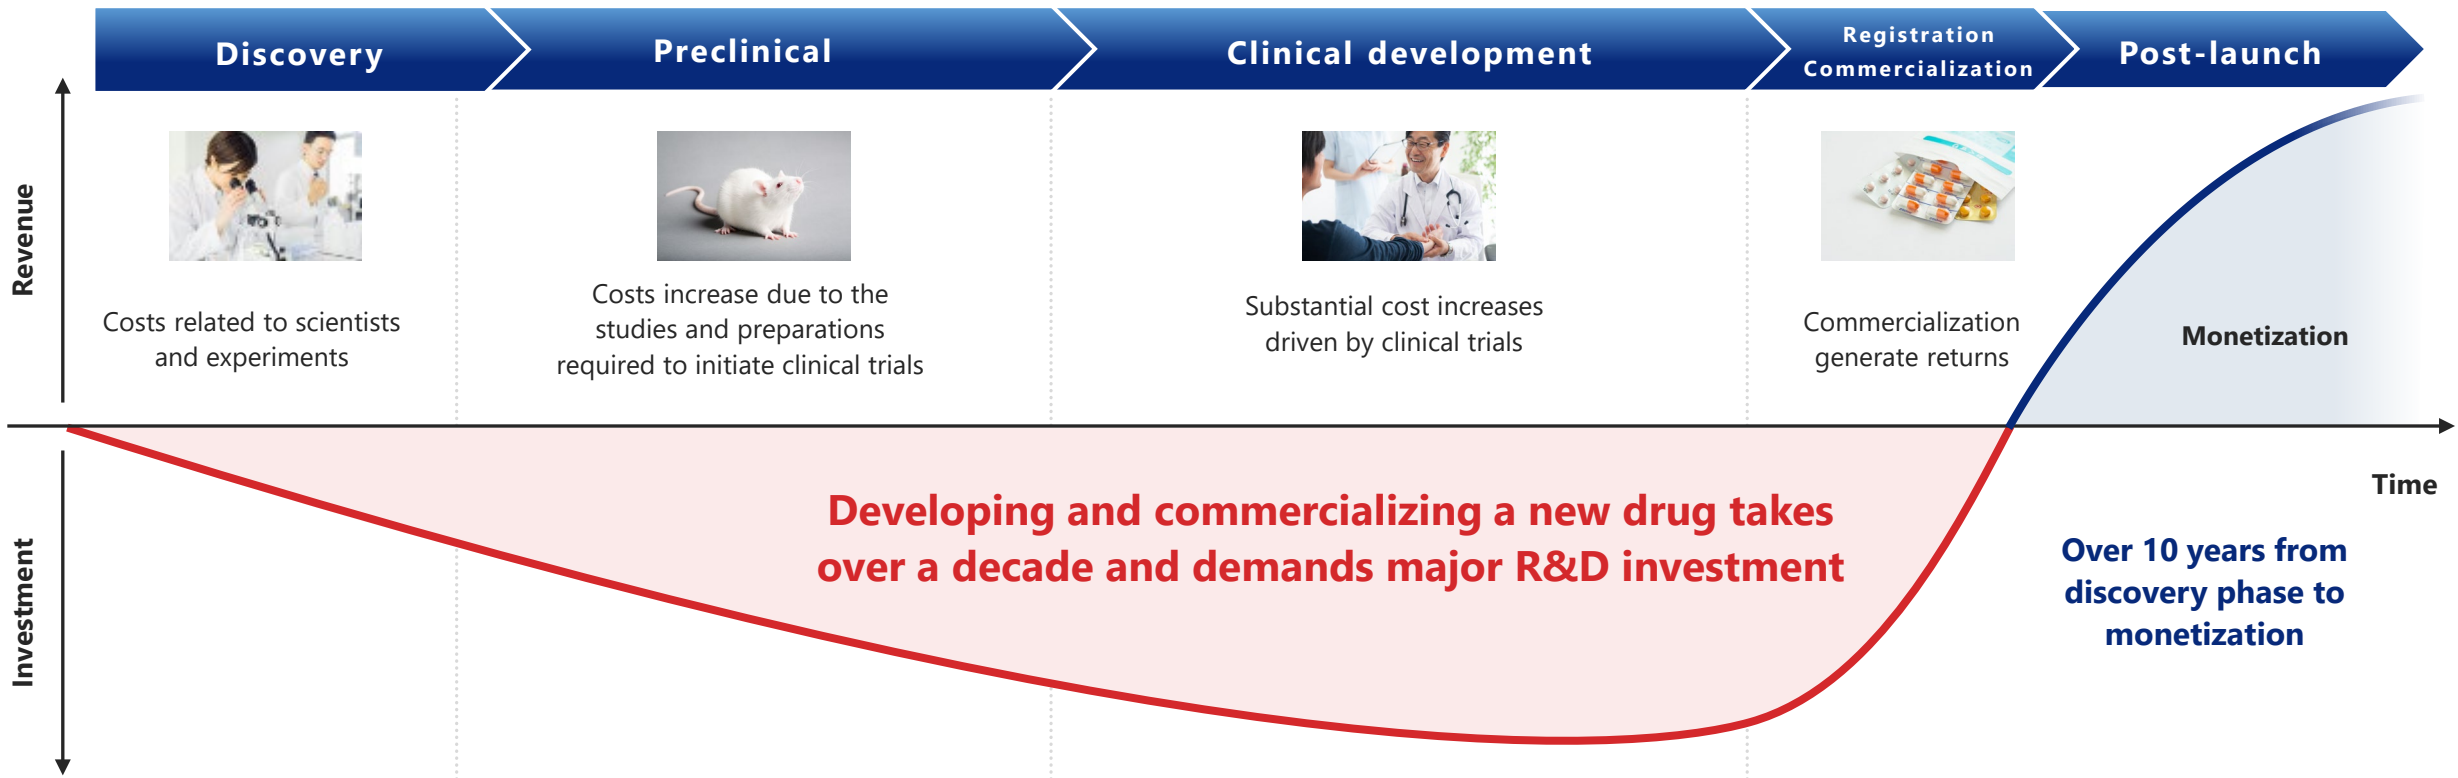 Discovery
Preclinical
Clinical development
Registration
Commercialization
Post-launch
Revenue
Costs related to scientists
and experiments
Costs increase due to the
studies and preparations
required to initiate clinical trials
Substantial cost increases
driven by clinical trials
Commercialization
generate returns
Monetization
Time
Investment
Developing and commercializing a new drug takes
over a decade and demands major R&D investment
Over 10 years from
discovery phase to
monetization